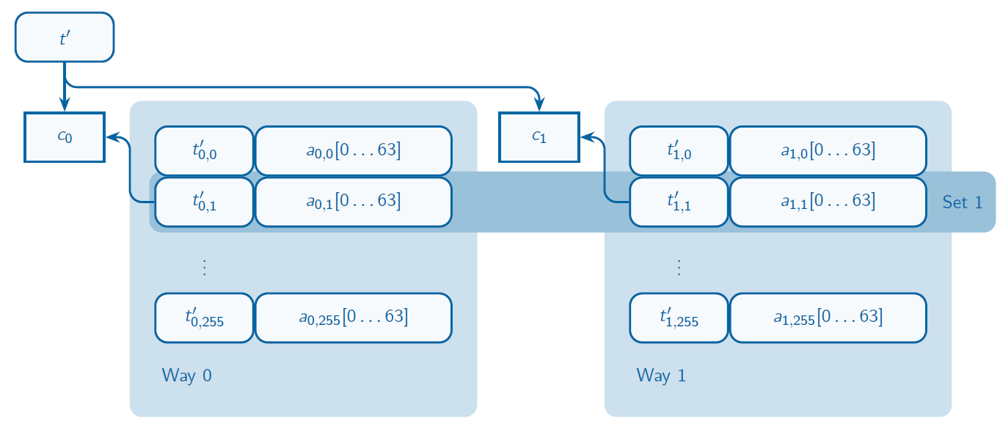 t′
c₀ t′₀,₀ a₀,₀[0 … 63] c₁ t′₁,₀ a₁,₀[0 … 63]
t′₀,₁ a₀,₁[0 … 63] t′₁,₁ a₁,₁[0 … 63] Set 1
⋮ ⋮
t′₀,₂₅₅ a₀,₂₅₅[0 … 63] t′₁,₂₅₅ a₁,₂₅₅[0 … 63]
Way 0 Way 1